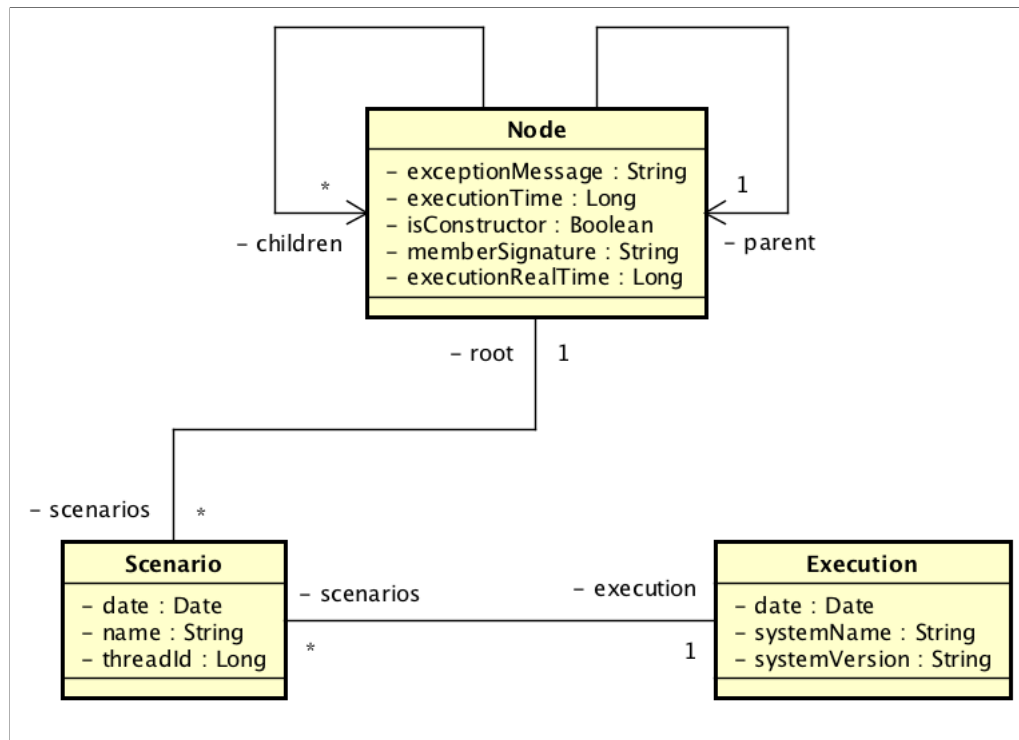 Node
– exceptionMessage : String
– executionTime : Long
– isConstructor : Boolean
– memberSignature : String
– executionRealTime : Long
*
– children
1
– parent
– root 1
– scenarios *
Scenario
– date : Date
– name : String
– threadId : Long
– scenarios
*
– execution
1
Execution
– date : Date
– systemName : String
– systemVersion : String